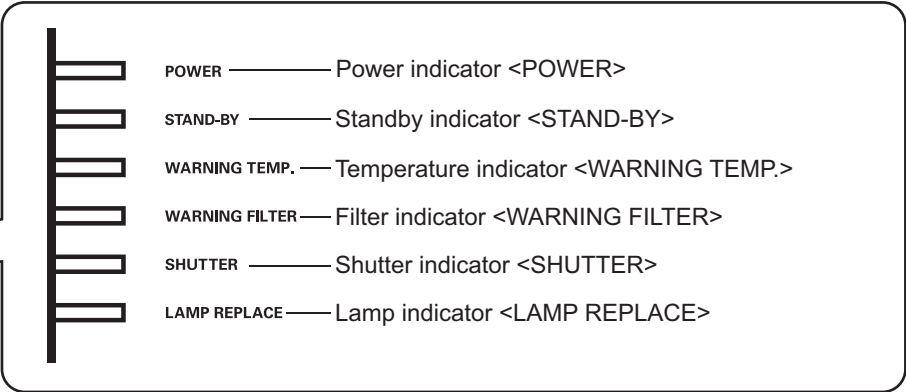 POWER Power indicator <POWER>
STAND-BY Standby indicator <STAND-BY>
WARNING TEMP. Temperature indicator <WARNING TEMP.>
WARNING FILTER Filter indicator <WARNING FILTER>
SHUTTER Shutter indicator <SHUTTER>
LAMP REPLACE Lamp indicator <LAMP REPLACE>